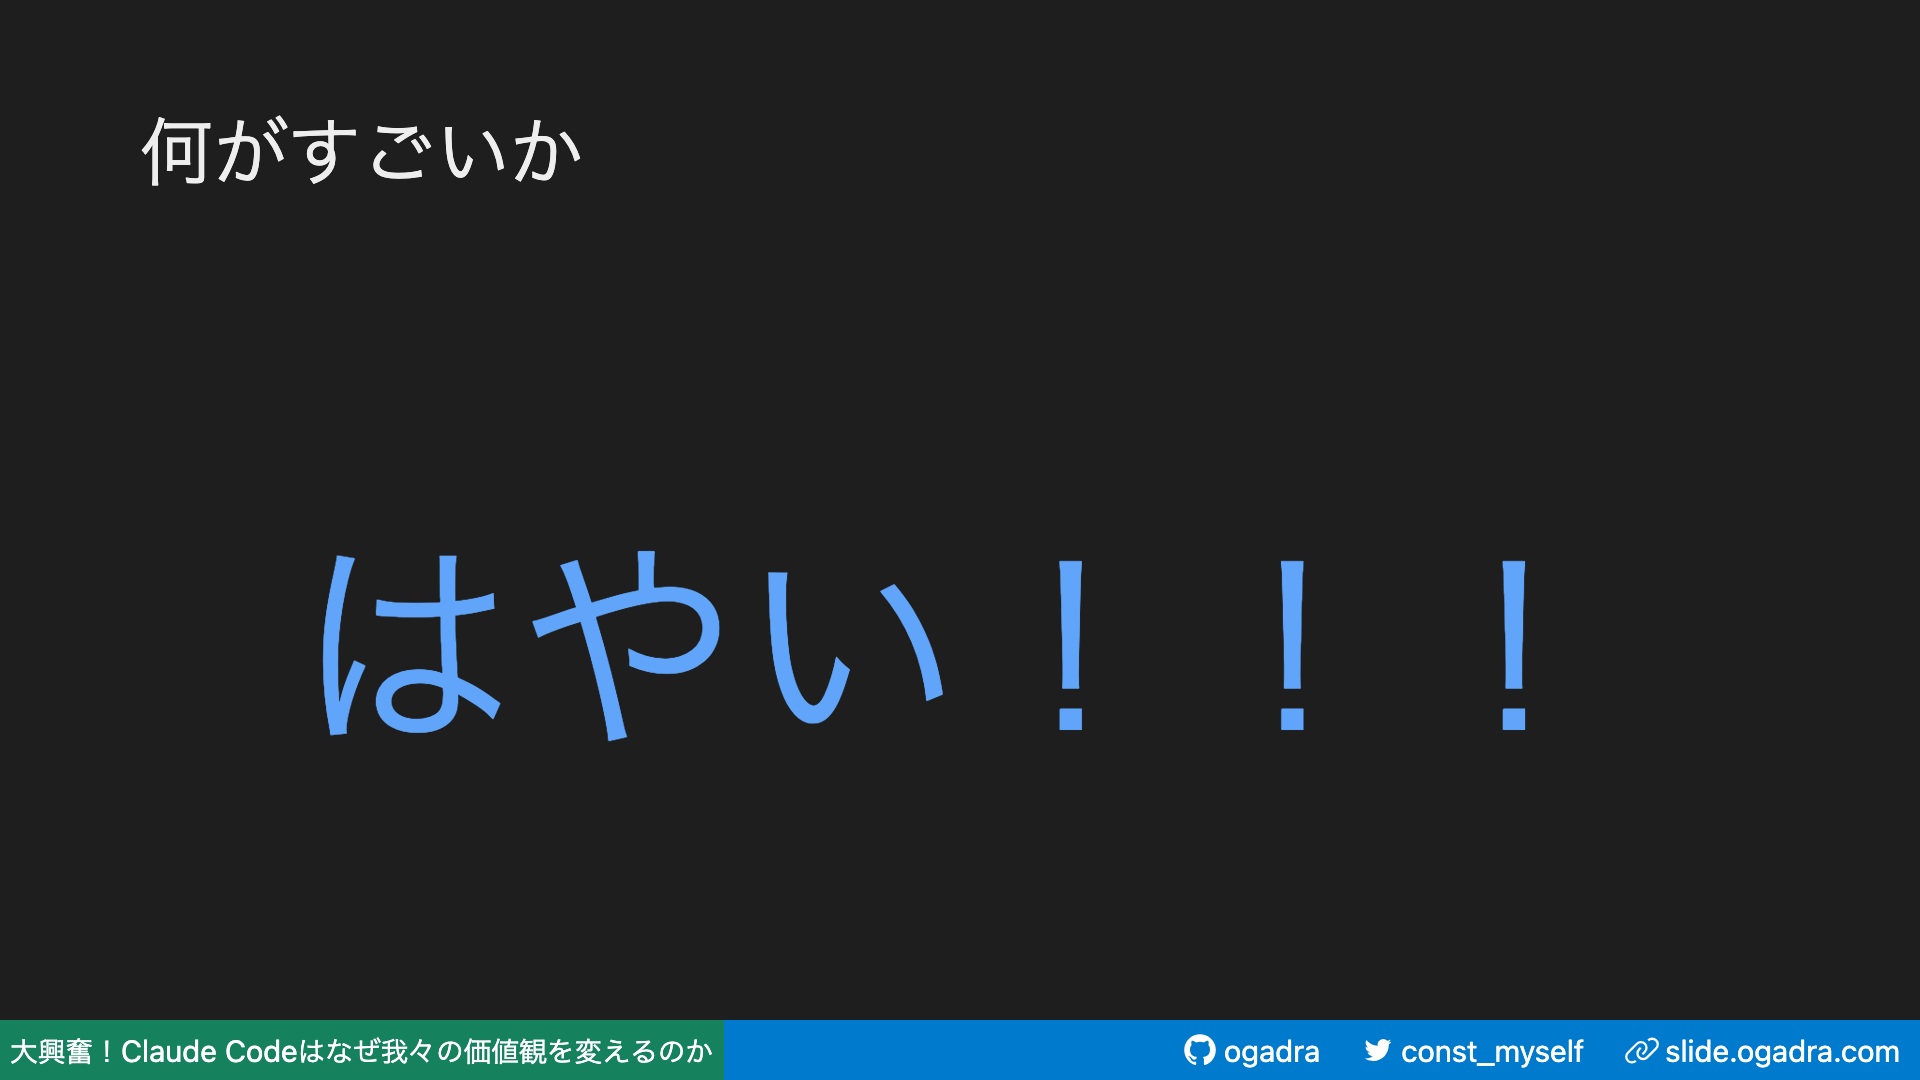 何がすごいか
はやい！！！
大興奮！Claude Codeはなぜ我々の価値観を変えるのか
ogadra
const_myself
slide.ogadra.com